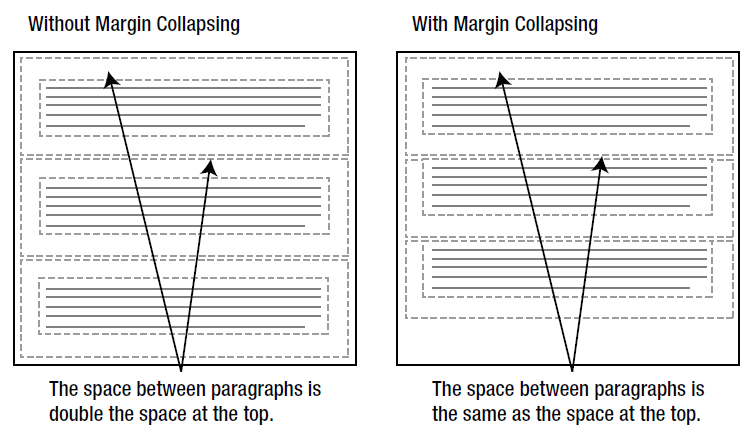 Without Margin Collapsing
With Margin Collapsing
The space between paragraphs is
double the space at the top.
The space between paragraphs is
the same as the space at the top.